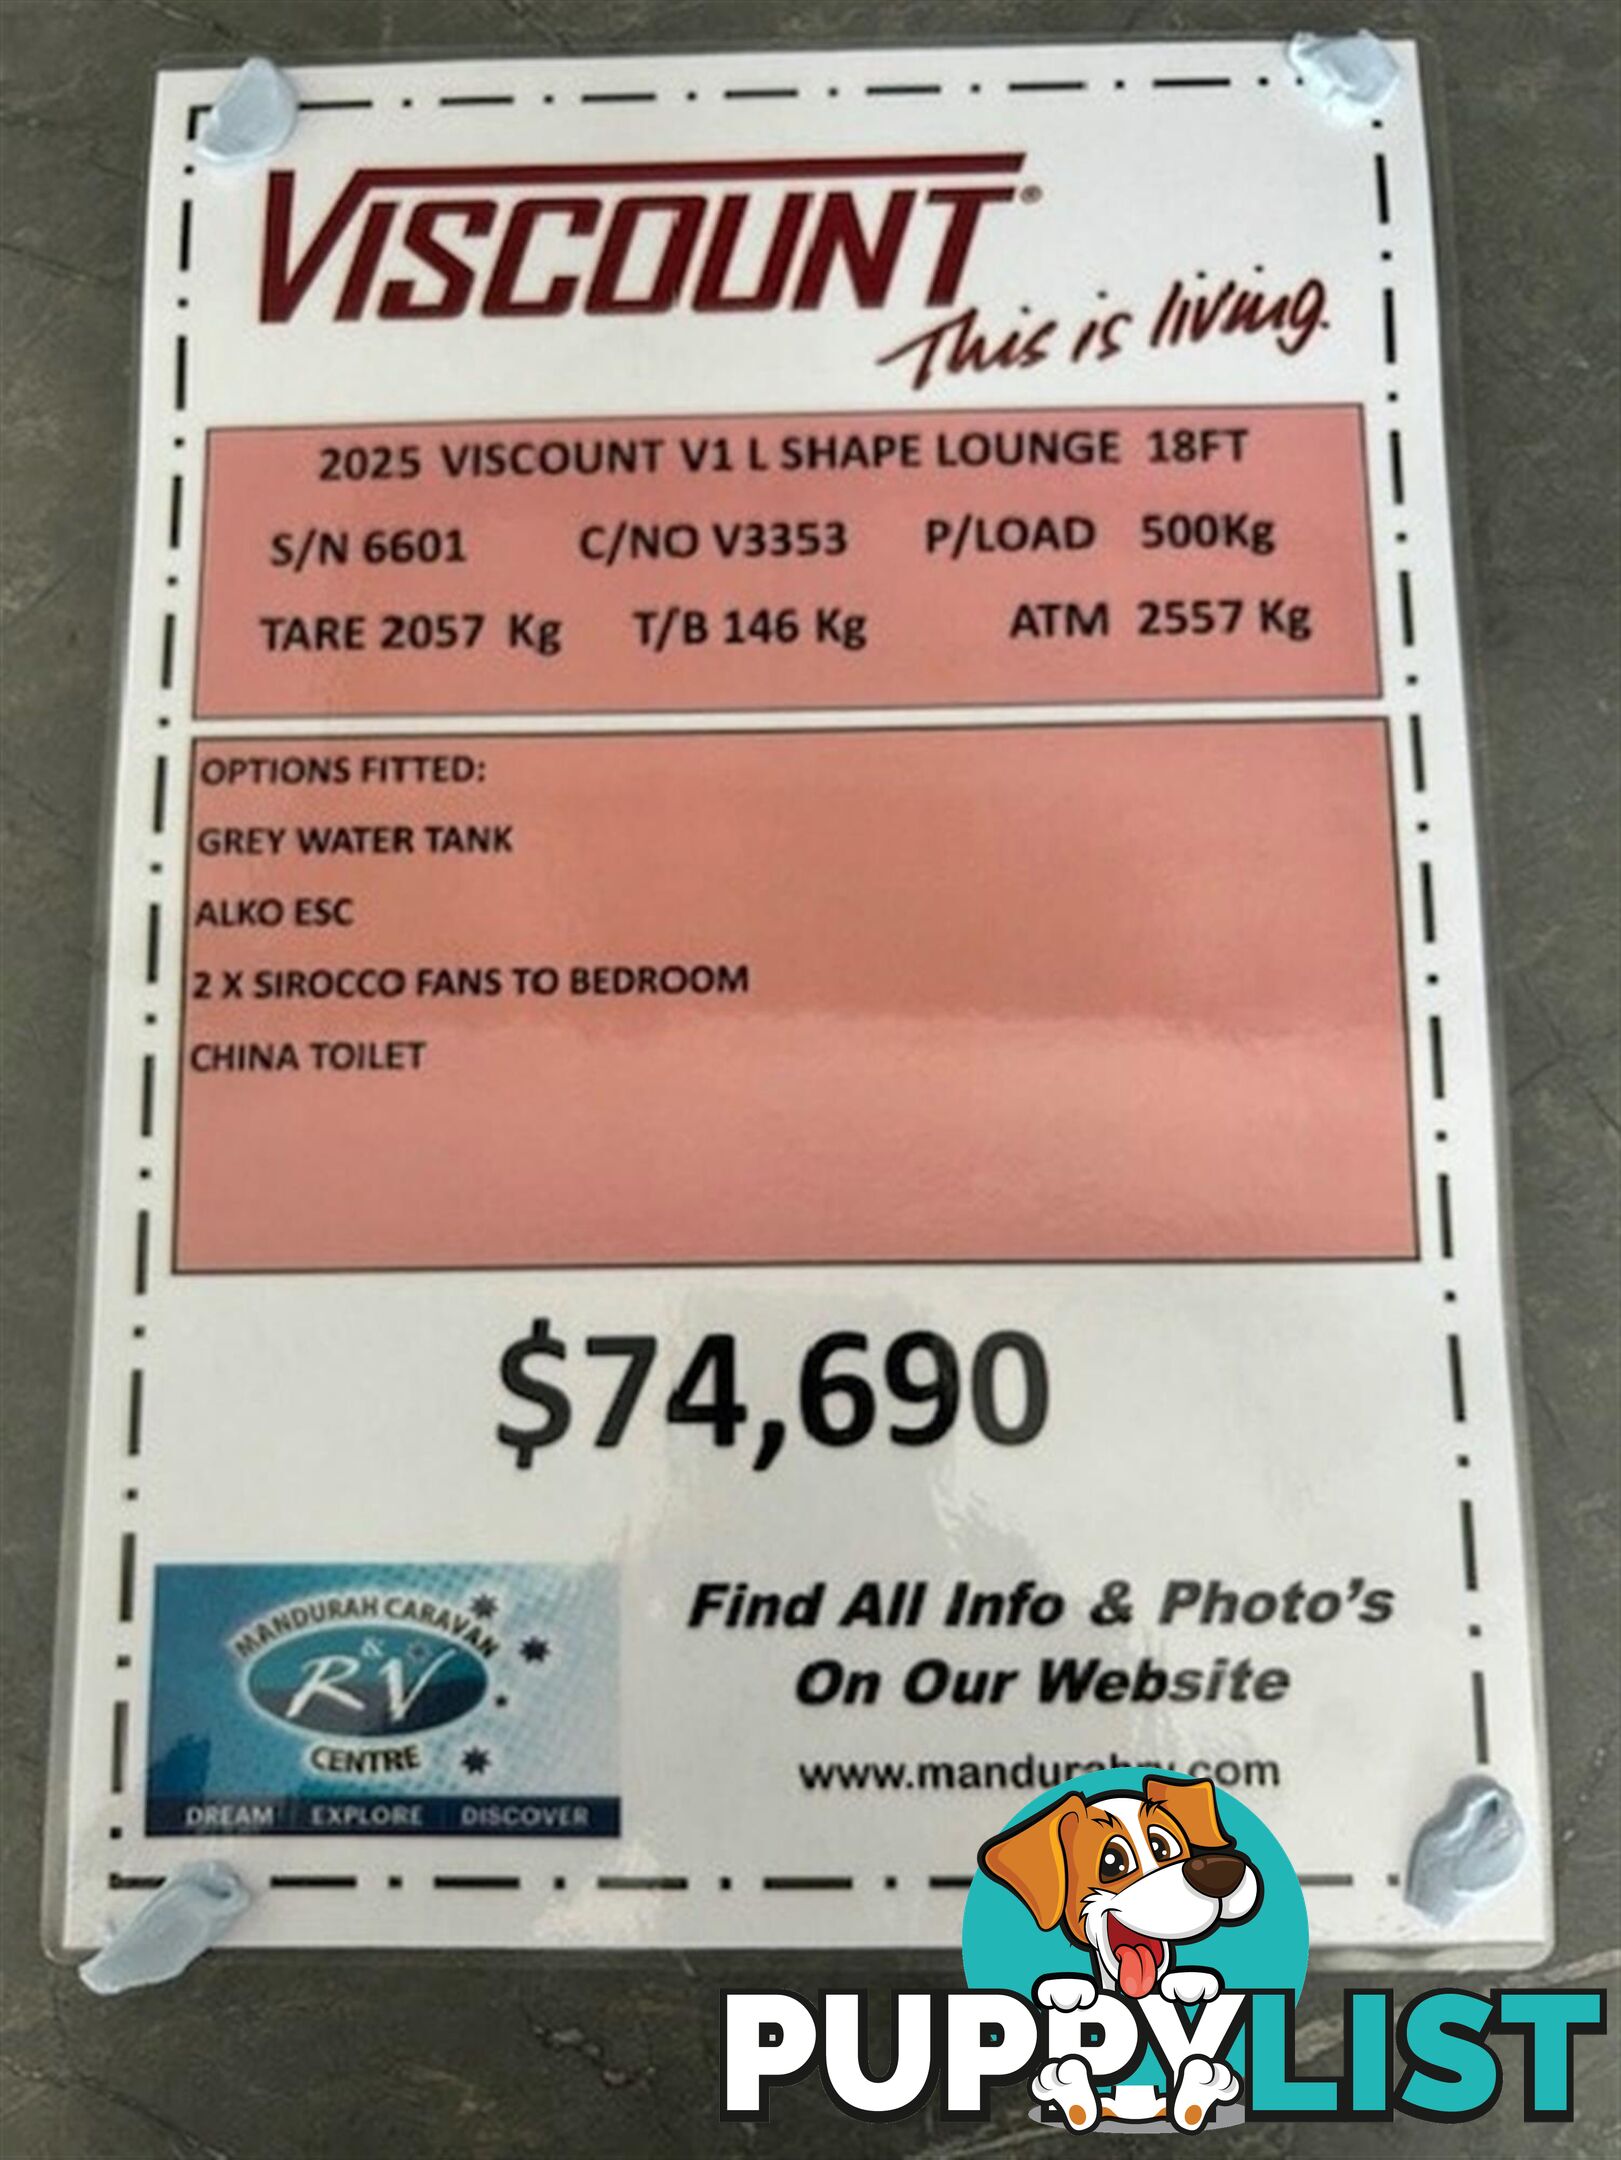 VISCOUNT®
This is living.
2025 VISCOUNT V1 L SHAPE LOUNGE 18FT
S/N 6601 C/NO V3353 P/LOAD 500Kg
TARE 2057 Kg T/B 146 Kg ATM 2557 Kg
OPTIONS FITTED:
GREY WATER TANK
ALKO ESC
2 X SIROCCO FANS TO BEDROOM
CHINA TOILET
$74,690
MANDURAH CARAVAN
&
RV
CENTRE
DREAM EXPLORE DISCOVER
Find All Info & Photo's
On Our Website
PUPPYLIST